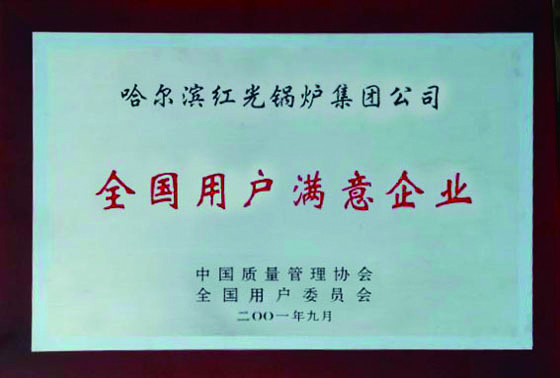 哈尔滨红光锅炉集团公司
全国用户满意企业
中国质量管理协会
全国用户委员会
二〇〇一年九月